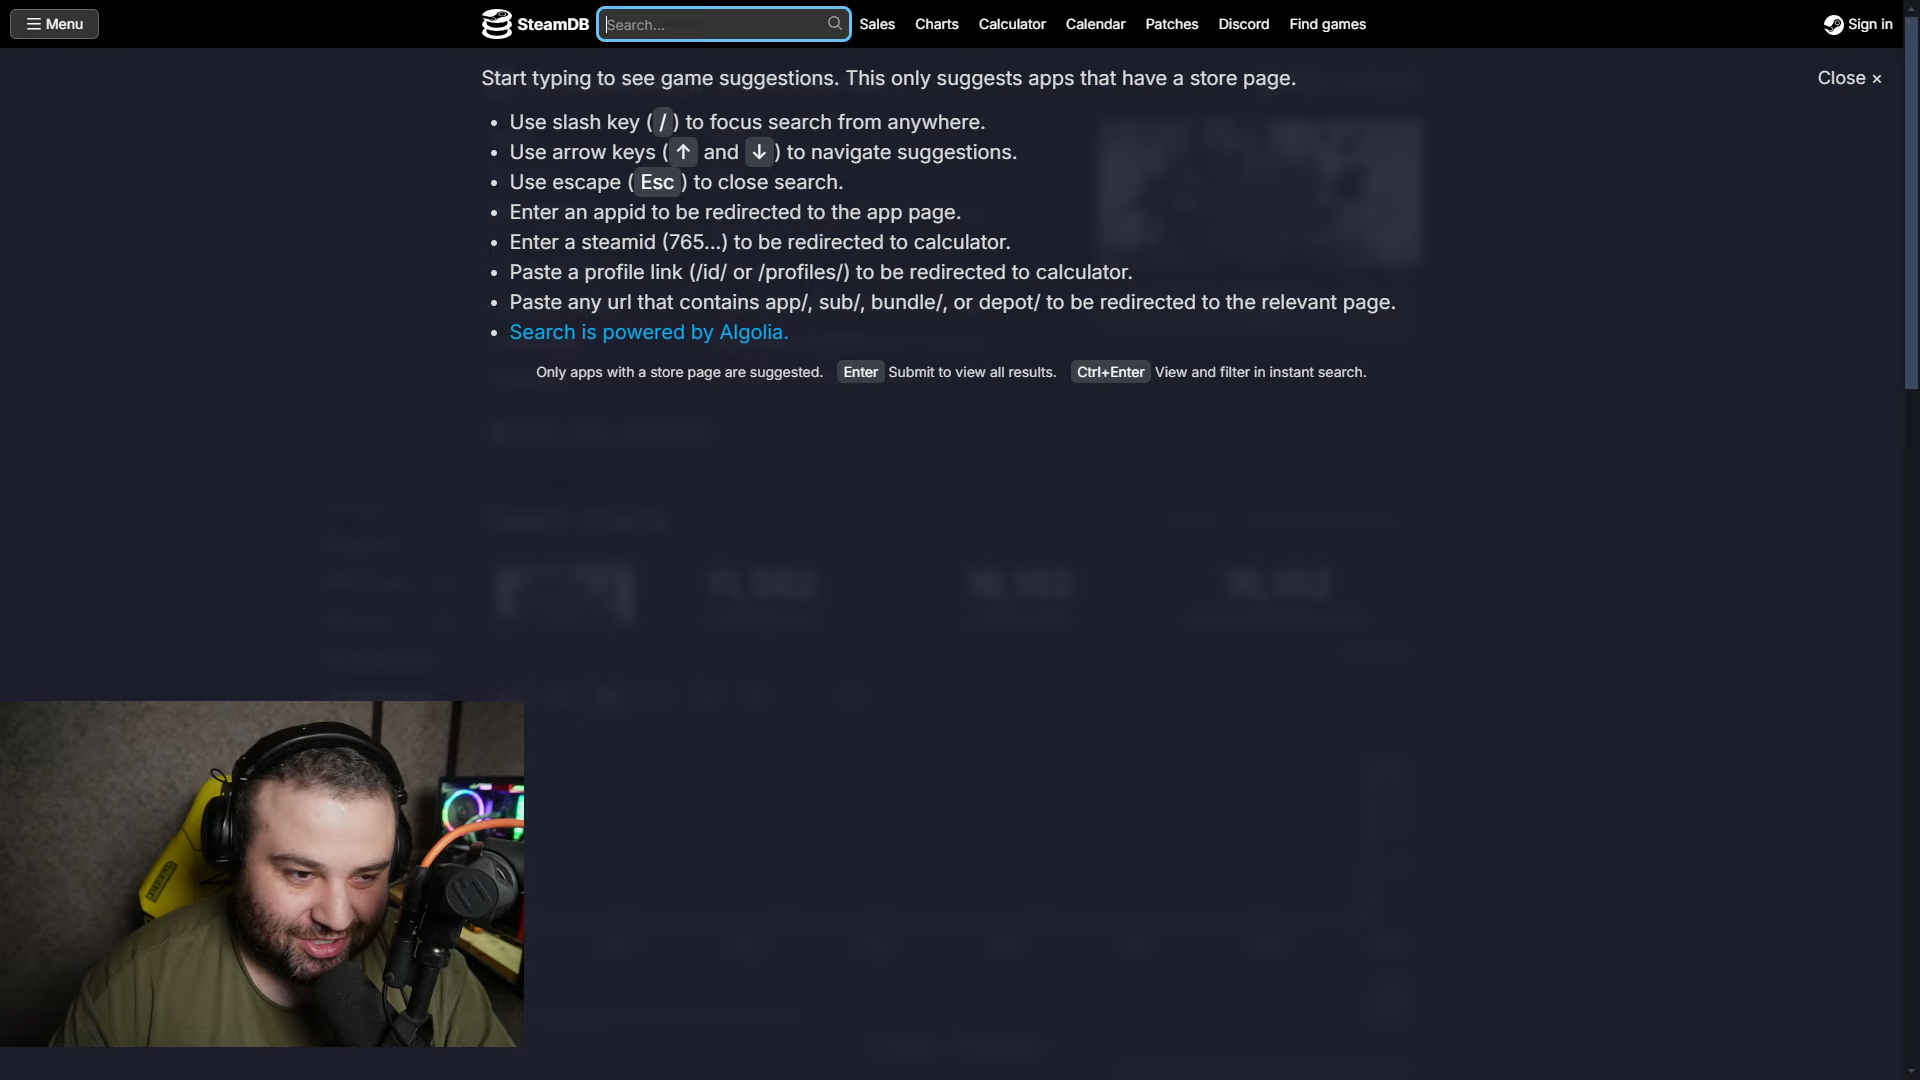 Menu
SteamDB
Search...
Sales
Charts
Calculator
Calendar
Patches
Discord
Find games
Sign in
Start typing to see game suggestions. This only suggests apps that have a store page.
Close ×
• Use slash key ( / ) to focus search from anywhere.
• Use arrow keys ( ↑ and ↓ ) to navigate suggestions.
• Use escape ( Esc ) to close search.
• Enter an appid to be redirected to the app page.
• Enter a steamid (765...) to be redirected to calculator.
• Paste a profile link (/id/ or /profiles/) to be redirected to calculator.
• Paste any url that contains app/, sub/, bundle/, or depot/ to be redirected to the relevant page.
• Search is powered by Algolia.
Only apps with a store page are suggested. Enter Submit to view all results. Ctrl+Enter View and filter in instant search.